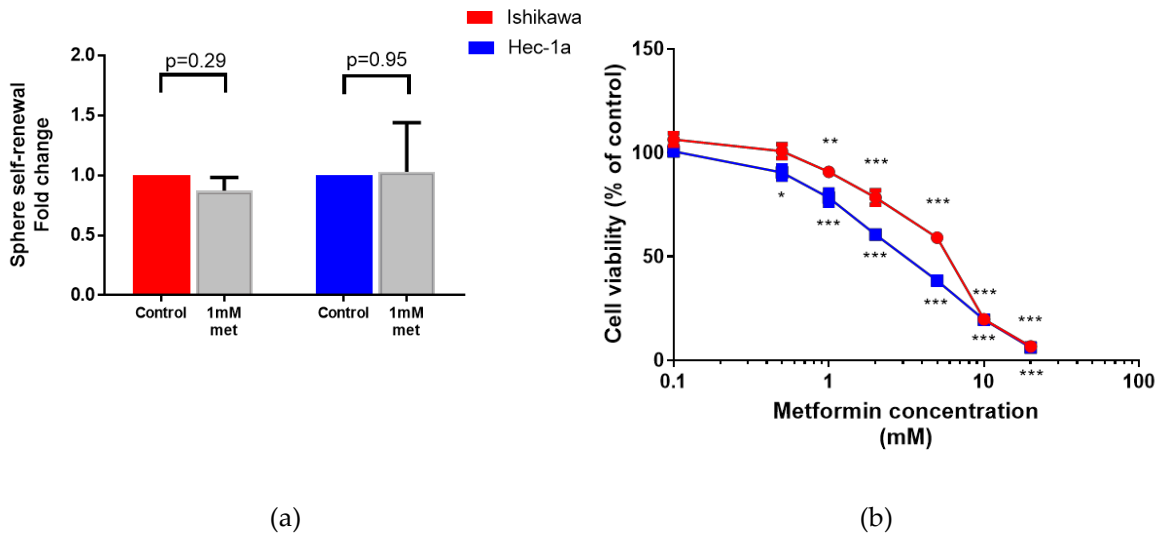 Ishikawa
Hec-1a
Sphere self-renewal
Fold change
2.0
1.5
1.0
0.5
0.0
p=0.29
p=0.95
Control
1mM
met
Control
1mM
met
(a)
Cell viability (% of control)
150
100
50
0
**
***
***
***
***
*
***
***
***
***
***
0.1
1
10
100
Metformin concentration
(mM)
(b)